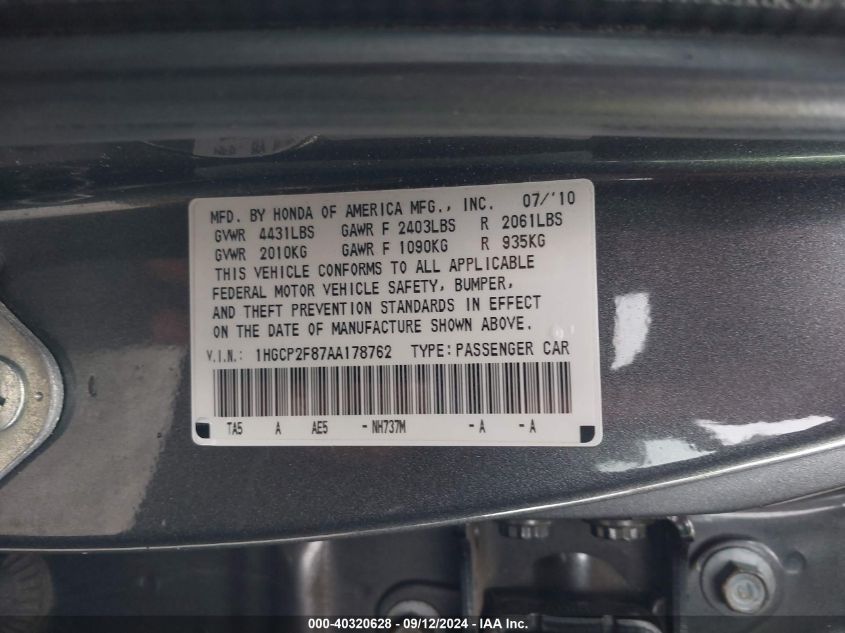 MFD. BY HONDA OF AMERICA MFG., INC. 07/'10
GVWR 4431LBS GAWR F 2403LBS R 2061LBS
GVWR 2010KG GAWR F 1090KG R 935KG
THIS VEHICLE CONFORMS TO ALL APPLICABLE
FEDERAL MOTOR VEHICLE SAFETY, BUMPER,
AND THEFT PREVENTION STANDARDS IN EFFECT
ON THE DATE OF MANUFACTURE SHOWN ABOVE.
V.I.N.: 1HGCP2F87AA178762 TYPE: PASSENGER CAR
TA5 A AE5 - NH737M - A - A
000-40320628 - 09/12/2024 - IAA Inc.